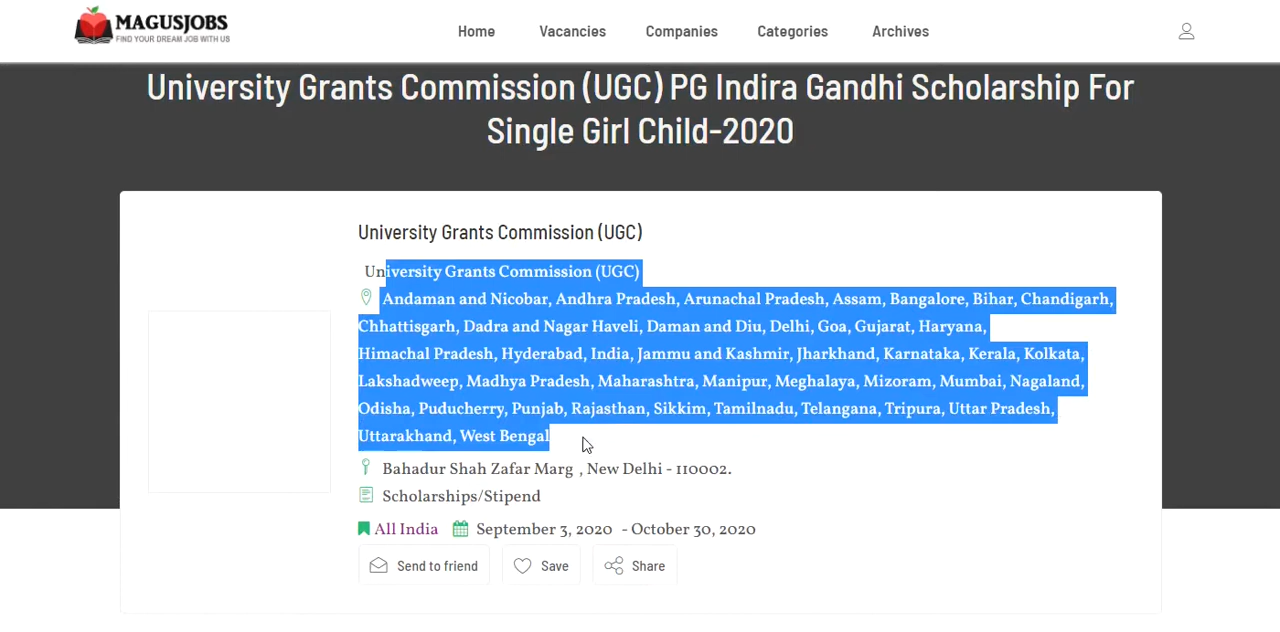 MAGUSJOBS
FIND YOUR DREAM JOB WITH US
Home Vacancies Companies Categories Archives
University Grants Commission (UGC) PG Indira Gandhi Scholarship For
Single Girl Child-2020
University Grants Commission (UGC)
University Grants Commission (UGC)
Andaman and Nicobar, Andhra Pradesh, Arunachal Pradesh, Assam, Bangalore, Bihar, Chandigarh,
Chhattisgarh, Dadra and Nagar Haveli, Daman and Diu, Delhi, Goa, Gujarat, Haryana,
Himachal Pradesh, Hyderabad, India, Jammu and Kashmir, Jharkhand, Karnataka, Kerala, Kolkata,
Lakshadweep, Madhya Pradesh, Maharashtra, Manipur, Meghalaya, Mizoram, Mumbai, Nagaland,
Odisha, Puducherry, Punjab, Rajasthan, Sikkim, Tamilnadu, Telangana, Tripura, Uttar Pradesh,
Uttarakhand, West Bengal
Bahadur Shah Zafar Marg , New Delhi - 110002.
Scholarships/Stipend
All India September 3, 2020 - October 30, 2020
Send to friend Save Share